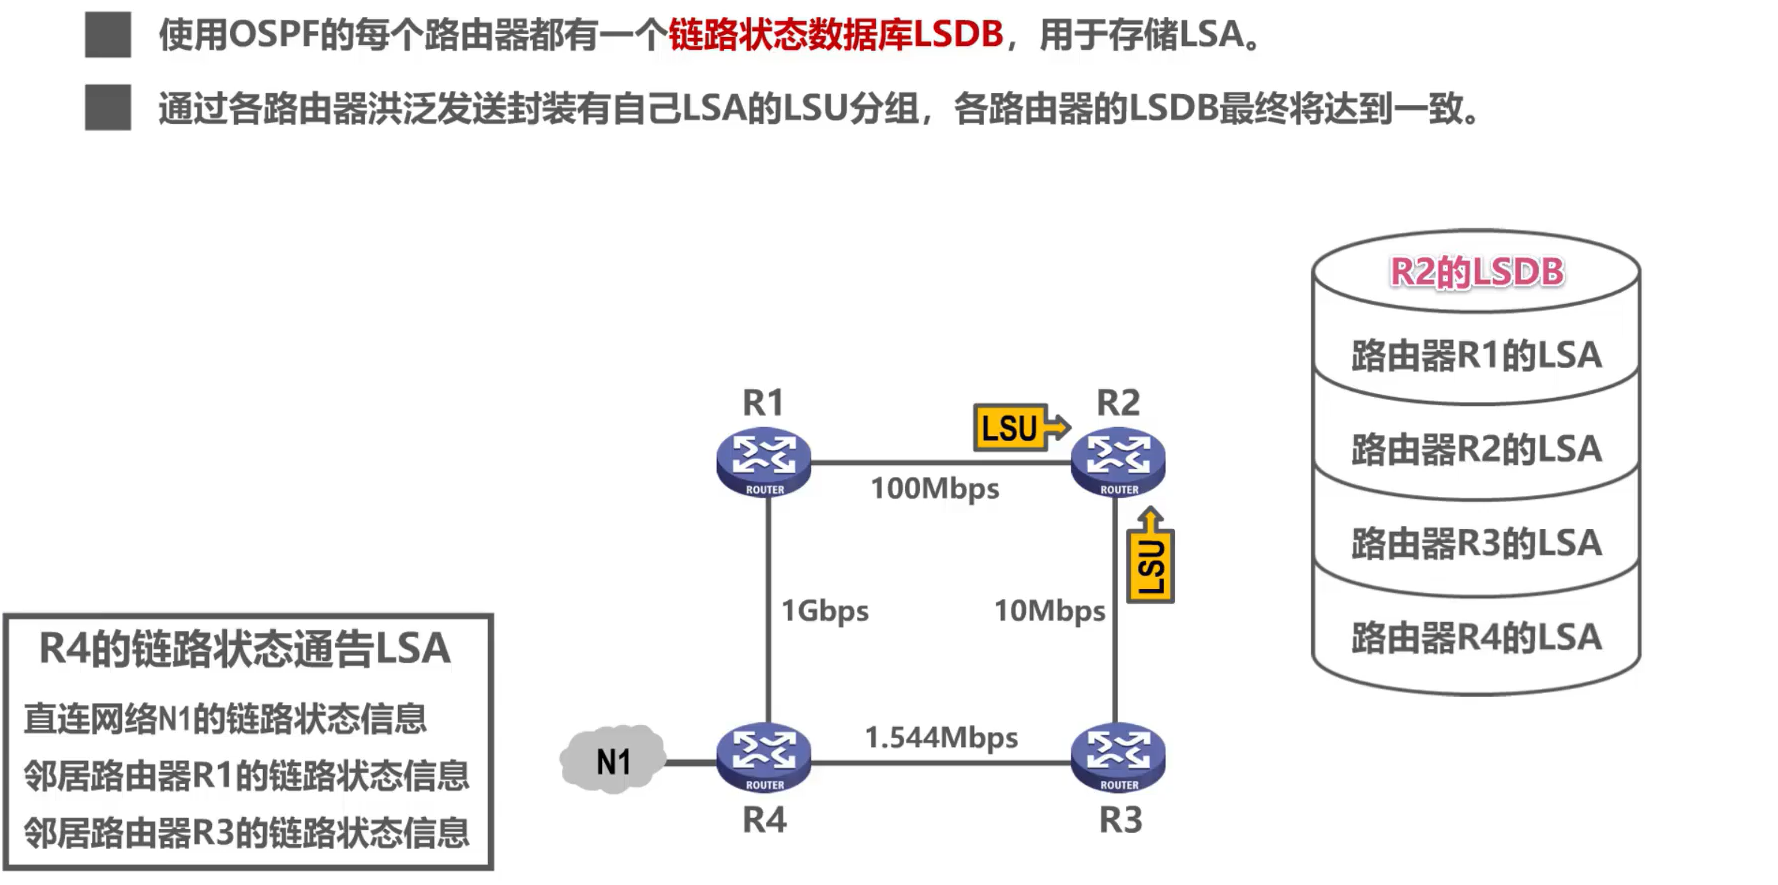 使用OSPF的每个路由器都有一个链路状态数据库LSDB，用于存储LSA。
通过各路由器洪泛发送封装有自己LSA的LSU分组，各路由器的LSDB最终将达到一致。
R2的LSDB
路由器R1的LSA
路由器R2的LSA
路由器R3的LSA
路由器R4的LSA
R1
LSU
R2
ROUTER
ROUTER
100Mbps
LSU
1Gbps
10Mbps
R4的链路状态通告LSA
直连网络N1的链路状态信息
邻居路由器R1的链路状态信息
邻居路由器R3的链路状态信息
N1
1.544Mbps
ROUTER
ROUTER
R4
R3